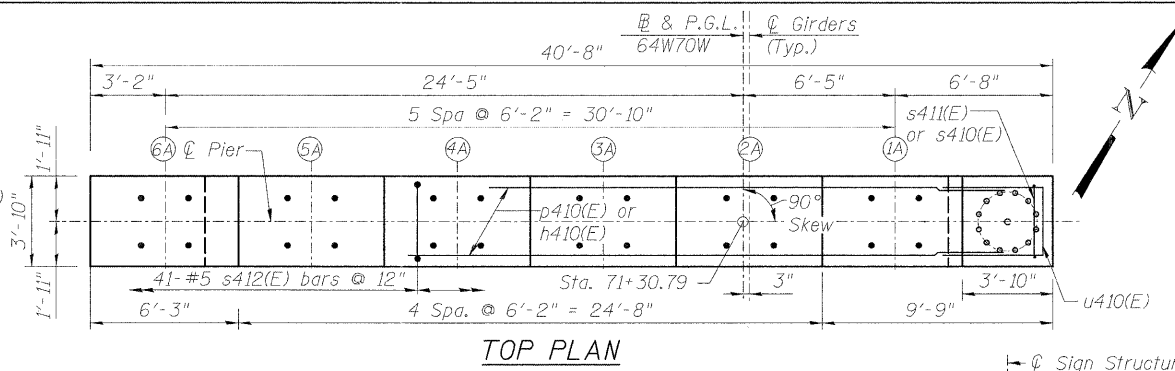 ℄ & P.G.L.
64W70W
℄ Girders
(Typ.)
40'-8"
3'-2"
24'-5"
6'-5"
6'-8"
5 Spa @ 6'-2" = 30'-10"
s411(E)
or s410(E)
N
6A
℄ Pier
5A
4A
3A
2A
1A
1'-11"
3'-10"
1'-11"
p410(E) or
h410(E)
90°
Skew
41-#5 s412(E) bars @ 12"
Sta. 71+30.79
3"
3'-10"
u410(E)
6'-3"
4 Spa. @ 6'-2" = 24'-8"
9'-9"
TOP PLAN
℄ Sign Structur